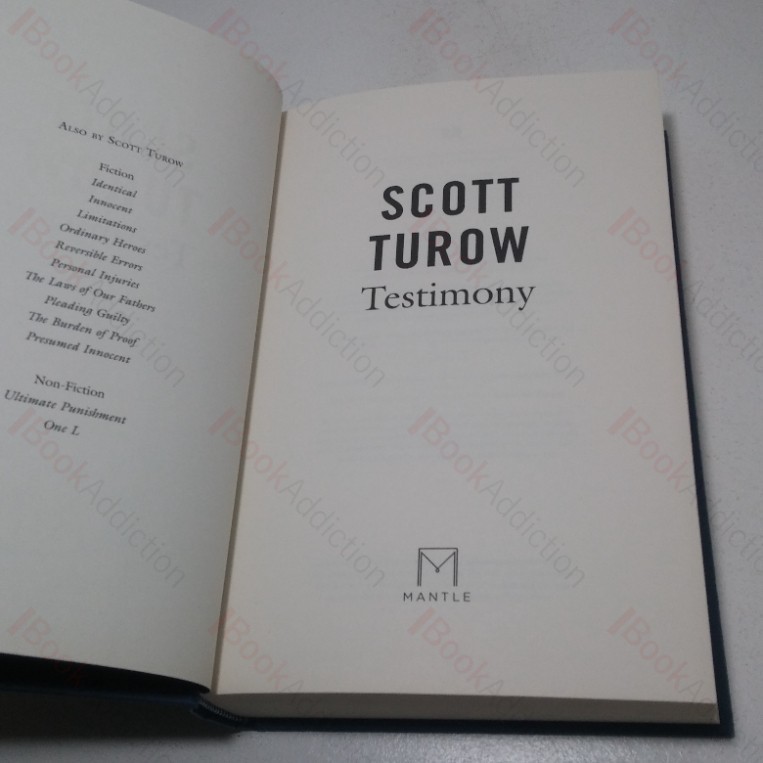 ALSO BY SCOTT TUROW
Fiction
Identical
Innocent
Limitations
Ordinary Heroes
Reversible Errors
Personal Injuries
The Laws of Our Fathers
Pleading Guilty
The Burden of Proof
Presumed Innocent
Non-Fiction
Ultimate Punishment
One L
SCOTT
TUROW
Testimony
MANTLE
BookAddiction